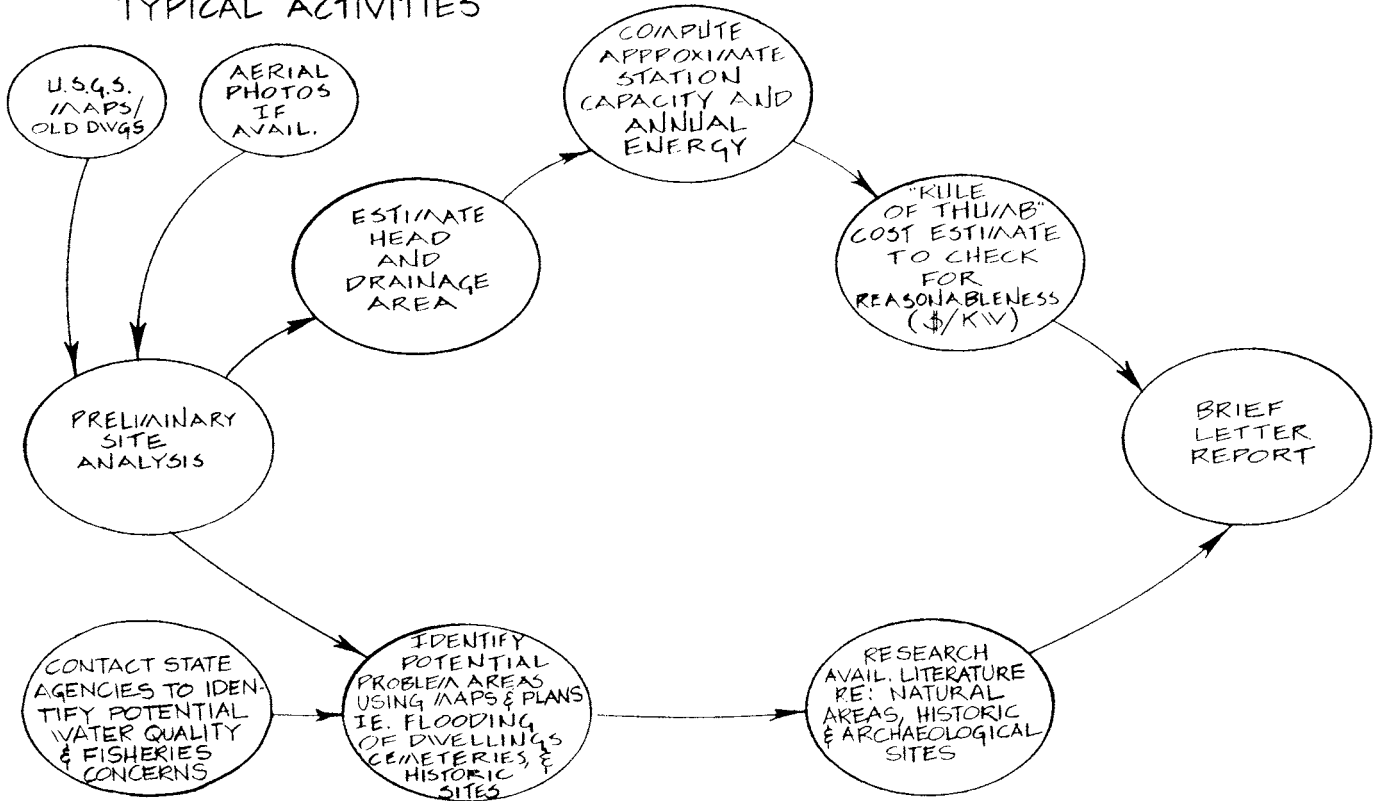 TYPICAL ACTIVITIES
U.S.G.S.
MAPS/
OLD DWGS
AERIAL
PHOTOS
IF
AVAIL.
COMPUTE
APPPROXIMATE
STATION
CAPACITY AND
ANNUAL
ENERGY
ESTIMATE
HEAD
AND
DRAINAGE
AREA
"RULE
OF THUMB"
COST ESTIMATE
TO CHECK
FOR
REASONABLENESS
($/KW)
PRELIMINARY
SITE
ANALYSIS
BRIEF
LETTER
REPORT
CONTACT STATE
AGENCIES TO IDEN-
TIFY POTENTIAL
WATER QUALITY
& FISHERIES
CONCERNS
IDENTIFY
POTENTIAL
PROBLEM AREAS
USING MAPS & PLANS
IE. FLOODING
OF DWELLINGS
CEMETERIES, &
HISTORIC
SITES
RESEARCH
AVAIL. LITERATURE
RE: NATURAL
AREAS, HISTORIC
& ARCHAEOLOGICAL
SITES